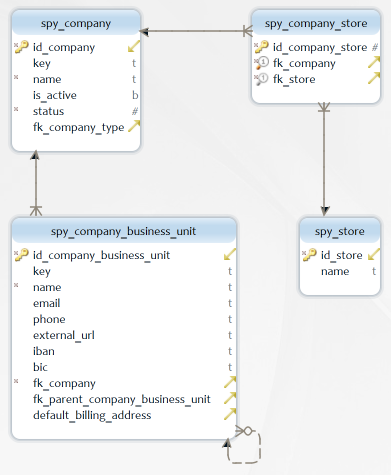 spy_company
id_company
key t
name t
is_active b
status #
fk_company_type
spy_company_store
id_company_store #
fk_company
fk_store
spy_company_business_unit
id_company_business_unit
key t
name t
email t
phone t
external_url t
iban t
bic t
fk_company
fk_parent_company_business_unit
default_billing_address
spy_store
id_store
name t